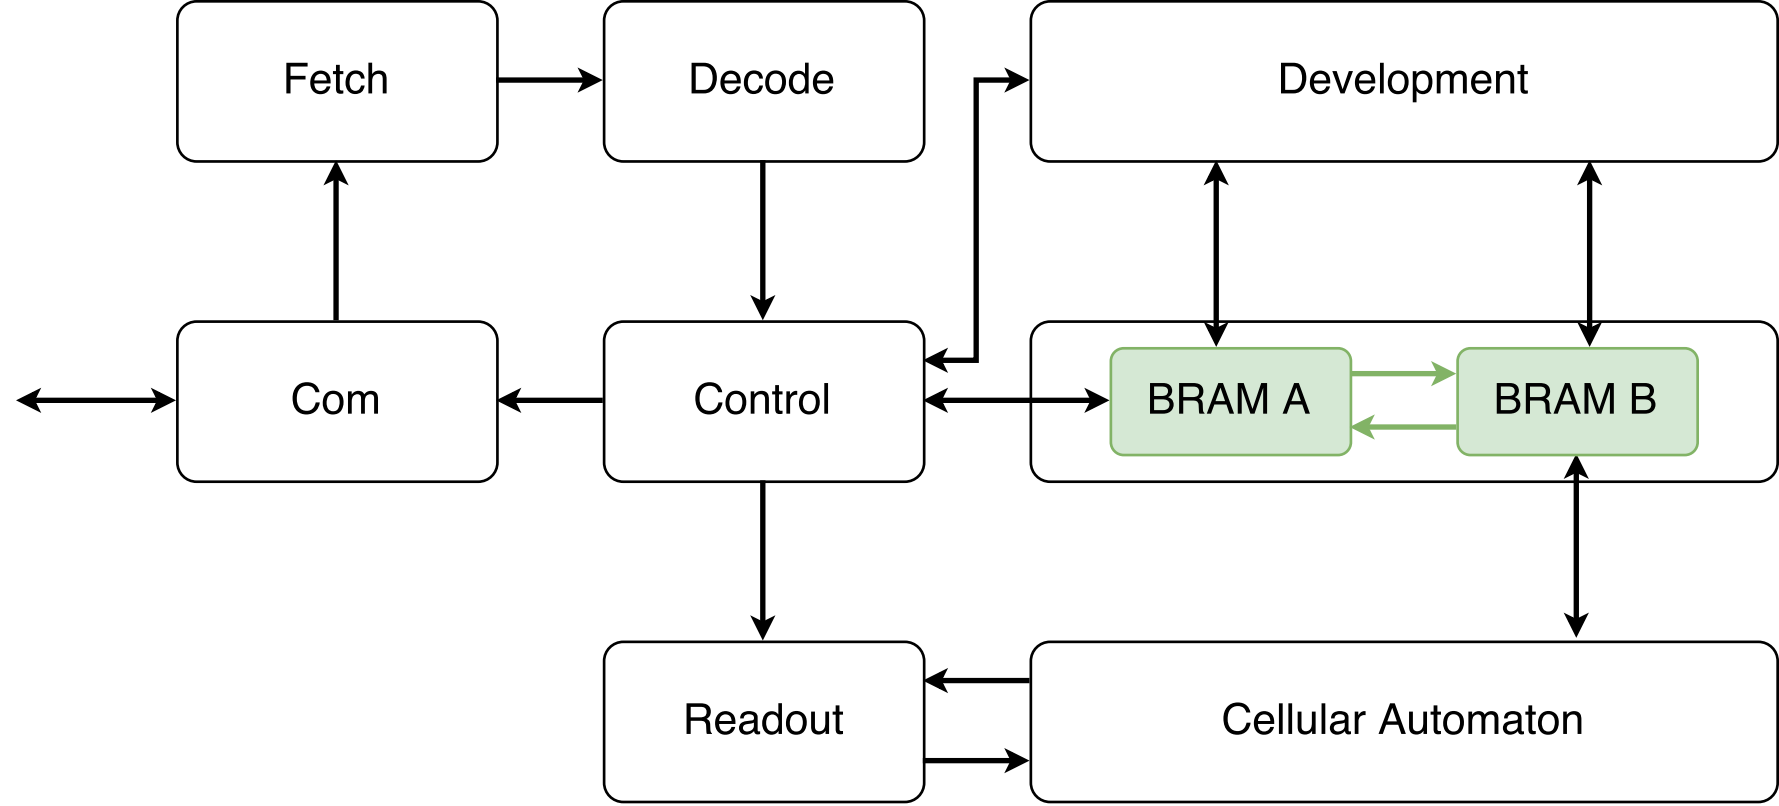 Fetch
Decode
Development
Com
Control
BRAM A
BRAM B
Readout
Cellular Automaton